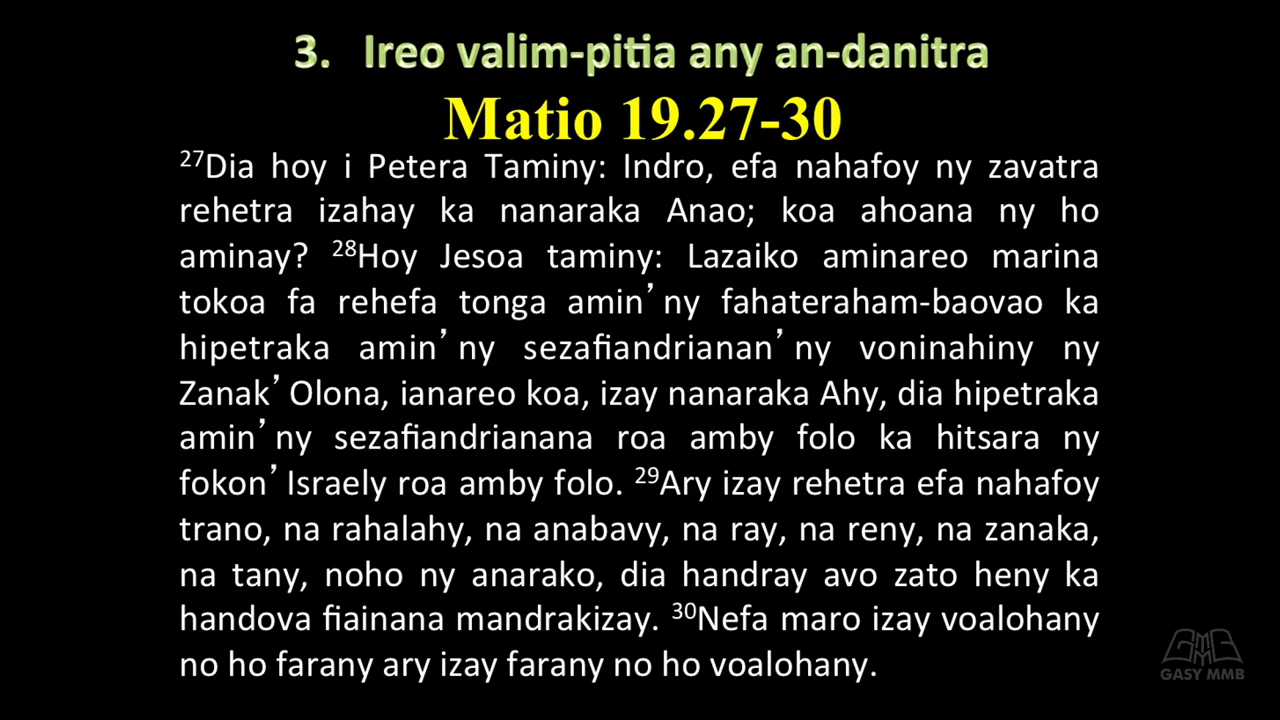 3. Ireo valim-pitia any an-danitra
Matio 19.27-30
27Dia hoy i Petera Taminy: Indro, efa nahafoy ny zavatra
rehetra izahay ka nanaraka Anao; koa ahoana ny ho
aminay? 28Hoy Jesoa taminy: Lazaiko aminareo marina
tokoa fa rehefa tonga amin’ny fahateraham-baovao ka
hipetraka amin’ny sezafiandrianan’ny voninahiny ny
Zanak’Olona, ianareo koa, izay nanaraka Ahy, dia hipetraka
amin’ny sezafiandrianana roa amby folo ka hitsara ny
fokon’Israely roa amby folo. 29Ary izay rehetra efa nahafoy
trano, na rahalahy, na anabavy, na ray, na reny, na zanaka,
na tany, noho ny anarako, dia handray avo zato heny ka
handova fiainana mandrakizay. 30Nefa maro izay voalohany
no ho farany ary izay farany no ho voalohany.
GASY MMB